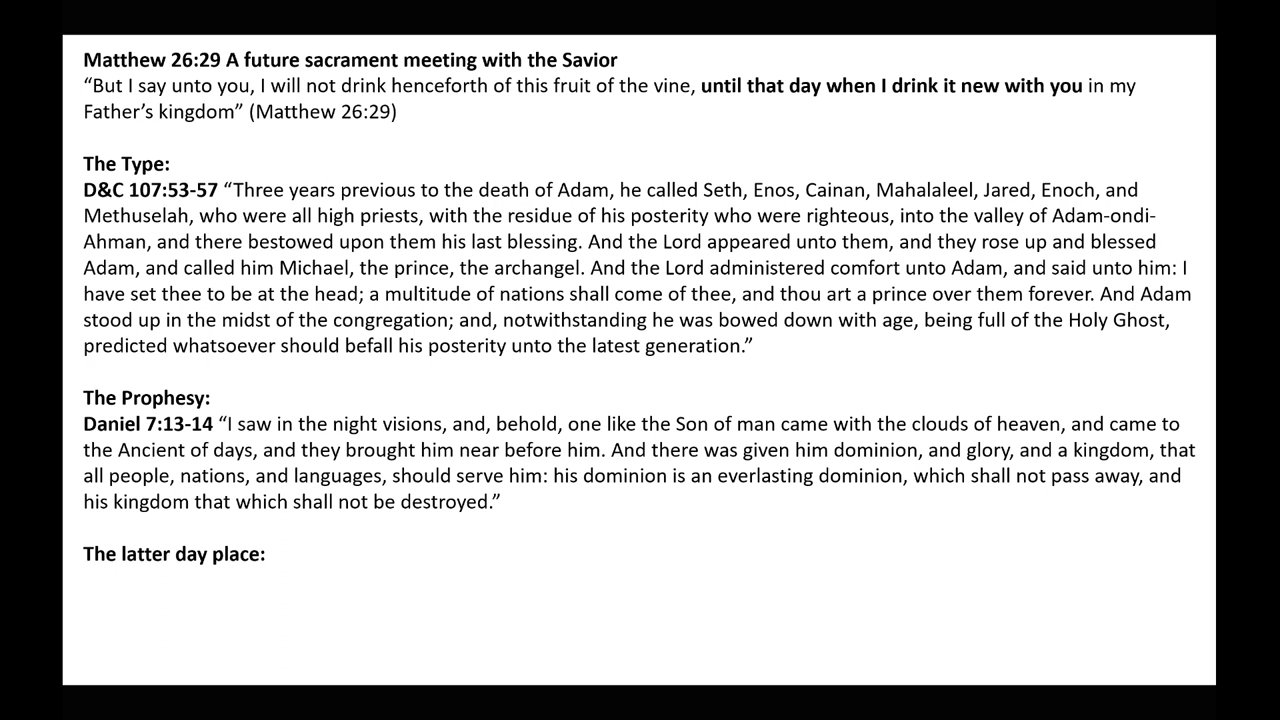 Matthew 26:29 A future sacrament meeting with the Savior
“But I say unto you, I will not drink henceforth of this fruit of the vine, until that day when I drink it new with you in my
Father’s kingdom” (Matthew 26:29)
The Type:
D&C 107:53-57 “Three years previous to the death of Adam, he called Seth, Enos, Cainan, Mahalaleel, Jared, Enoch, and
Methuselah, who were all high priests, with the residue of his posterity who were righteous, into the valley of Adam-ondi-
Ahman, and there bestowed upon them his last blessing. And the Lord appeared unto them, and they rose up and blessed
Adam, and called him Michael, the prince, the archangel. And the Lord administered comfort unto Adam, and said unto him: I
have set thee to be at the head; a multitude of nations shall come of thee, and thou art a prince over them forever. And Adam
stood up in the midst of the congregation; and, notwithstanding he was bowed down with age, being full of the Holy Ghost,
predicted whatsoever should befall his posterity unto the latest generation.”
The Prophesy:
Daniel 7:13-14 “I saw in the night visions, and, behold, one like the Son of man came with the clouds of heaven, and came to
the Ancient of days, and they brought him near before him. And there was given him dominion, and glory, and a kingdom, that
all people, nations, and languages, should serve him: his dominion is an everlasting dominion, which shall not pass away, and
his kingdom that which shall not be destroyed.”
The latter day place: